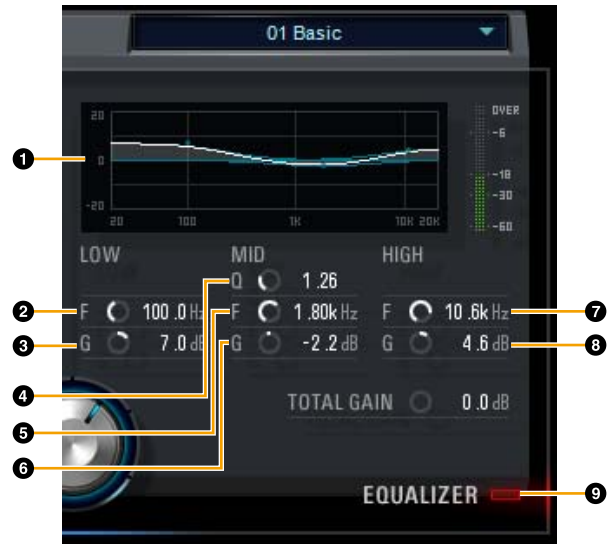 01 Basic
20
0
-20
20 100 1K 10K 20K
OVER
-6
-18
-30
-60
LOW MID HIGH
Q 1.26
F 100.0 Hz F 1.80k Hz F 10.6k Hz
G 7.0 dB G -2.2 dB G 4.6 dB
TOTAL GAIN 0.0 dB
EQUALIZER
1
2
3
4
5
6
7
8
9